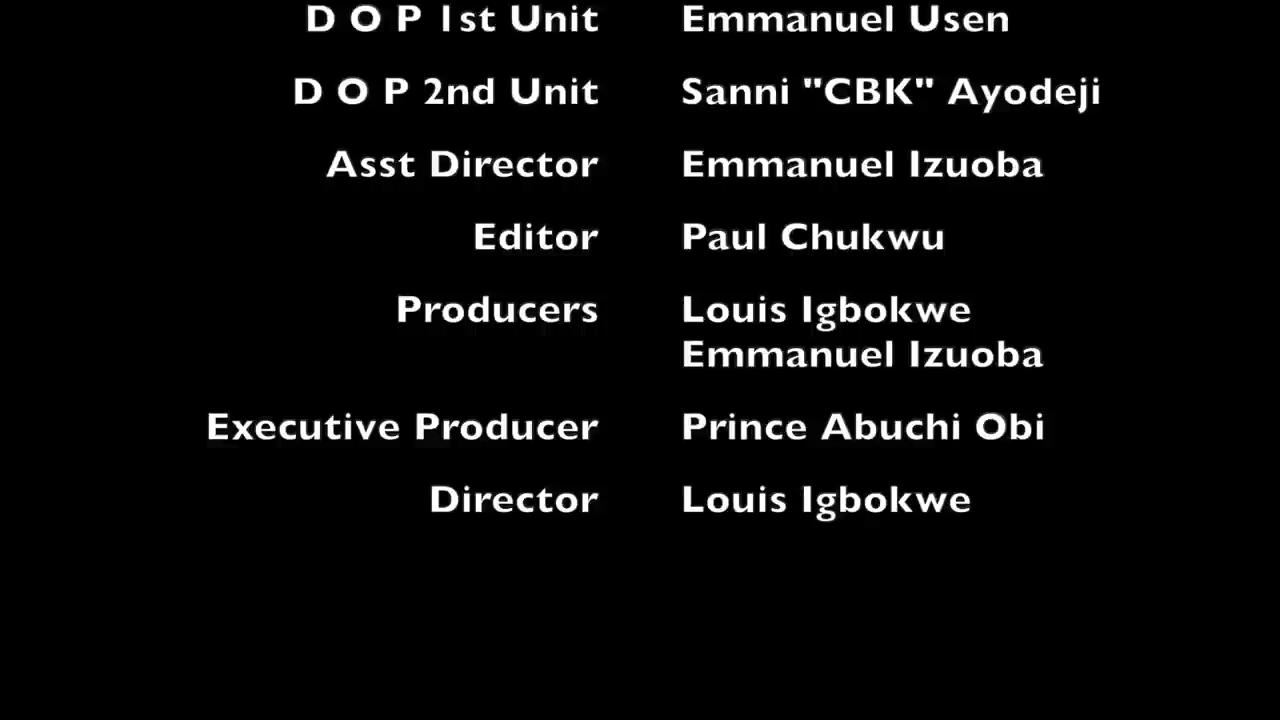 D O P 1st Unit Emmanuel Usen
D O P 2nd Unit Sanni "CBK" Ayodeji
Asst Director Emmanuel Izuoba
Editor Paul Chukwu
Producers Louis Igbokwe
Emmanuel Izuoba
Executive Producer Prince Abuchi Obi
Director Louis Igbokwe